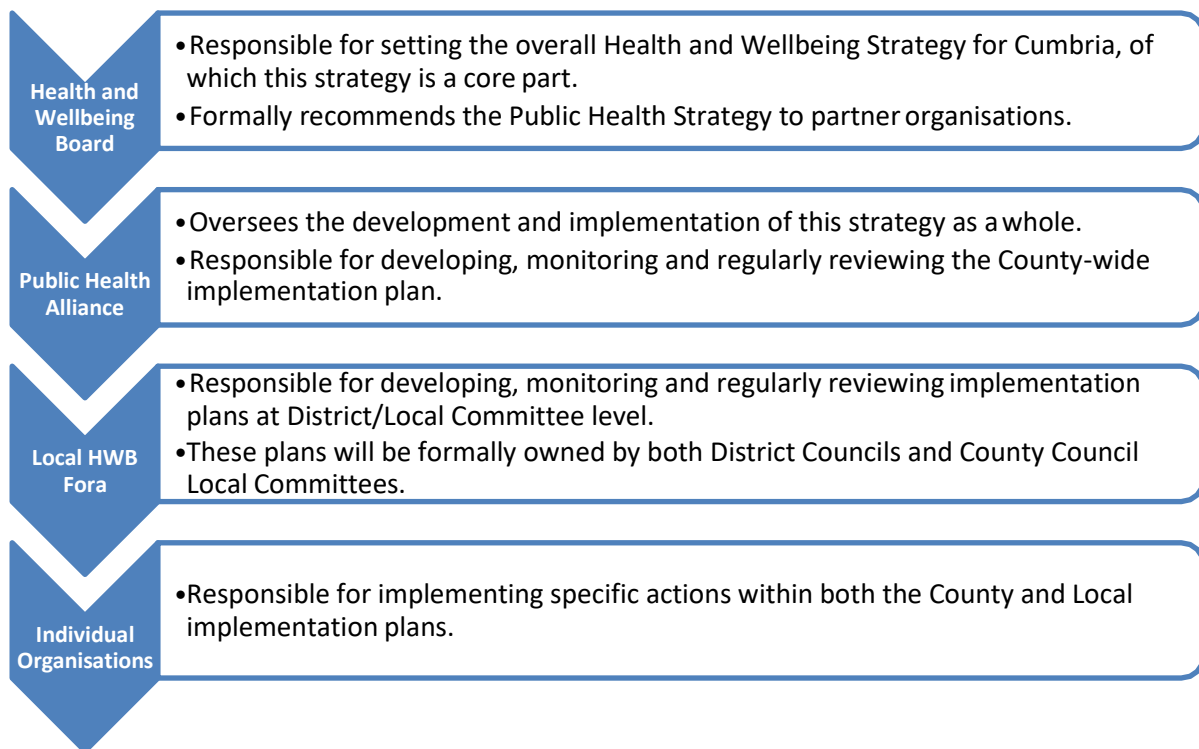 Health and
Wellbeing
Board
•Responsible for setting the overall Health and Wellbeing Strategy for Cumbria, of
which this strategy is a core part.
•Formally recommends the Public Health Strategy to partner organisations.
Public Health
Alliance
•Oversees the development and implementation of this strategy as a whole.
•Responsible for developing, monitoring and regularly reviewing the County-wide
implementation plan.
Local HWB
Fora
•Responsible for developing, monitoring and regularly reviewing implementation
plans at District/Local Committee level.
•These plans will be formally owned by both District Councils and County Council
Local Committees.
Individual
Organisations
•Responsible for implementing specific actions within both the County and Local
implementation plans.